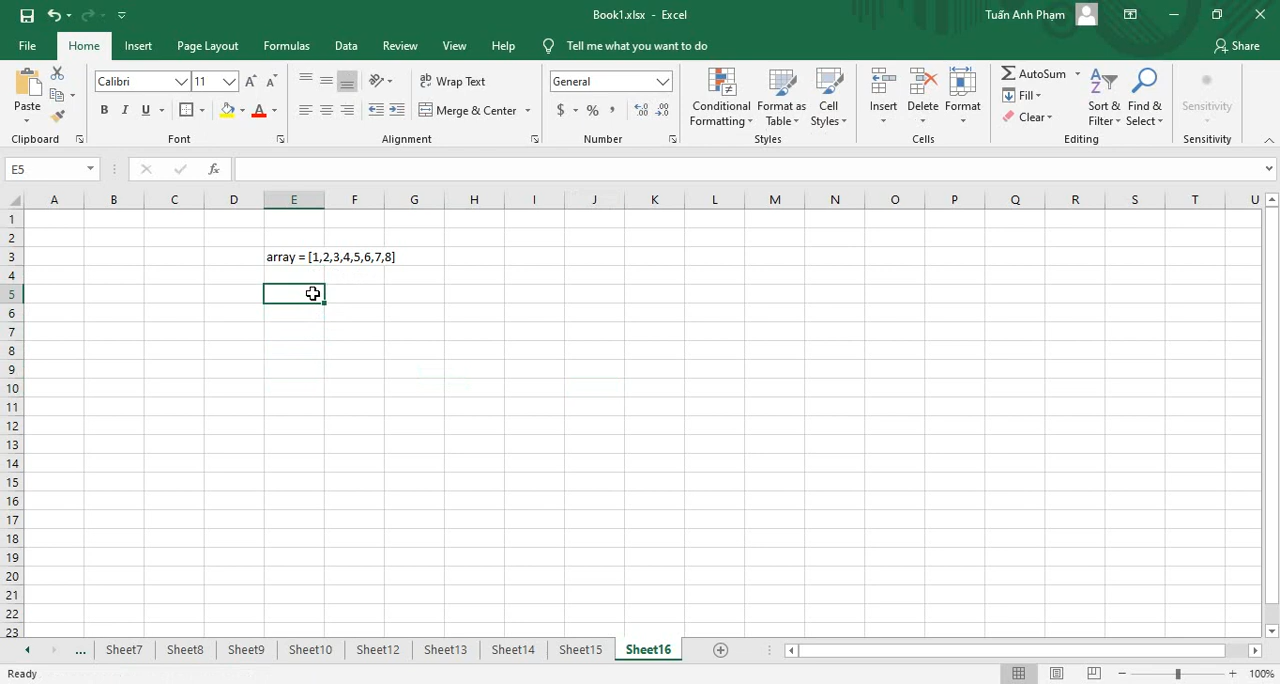 Book1.xlsx - Excel
Tuấn Anh Phạm
File Home Insert Page Layout Formulas Data Review View Help Tell me what you want to do Share
Paste
Clipboard
Calibri 11
B I U
Font
Wrap Text
Merge & Center
Alignment
General
$ % ,
Number
Conditional Formatting
Format as Table
Cell Styles
Styles
Insert Delete Format
Cells
AutoSum
Fill
Clear
Sort & Filter
Find & Select
Editing
Sensitivity
Sensitivity
E5 fx
A B C D E F G H I J K L M N O P Q R S T U
1
2
3 array = [1,2,3,4,5,6,7,8]
4
5
6
7
8
9
10
11
12
13
14
15
16
17
18
19
20
21
22
23
... Sheet7 Sheet8 Sheet9 Sheet10 Sheet12 Sheet13 Sheet14 Sheet15 Sheet16
Ready 100%